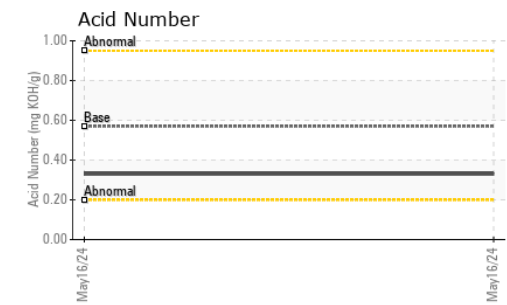 Acid Number
Acid Number (mg KOH/g)
1.00
Abnormal
0.80
0.60
Base
0.40
0.20
Abnormal
0.00
May16/24
May16/24